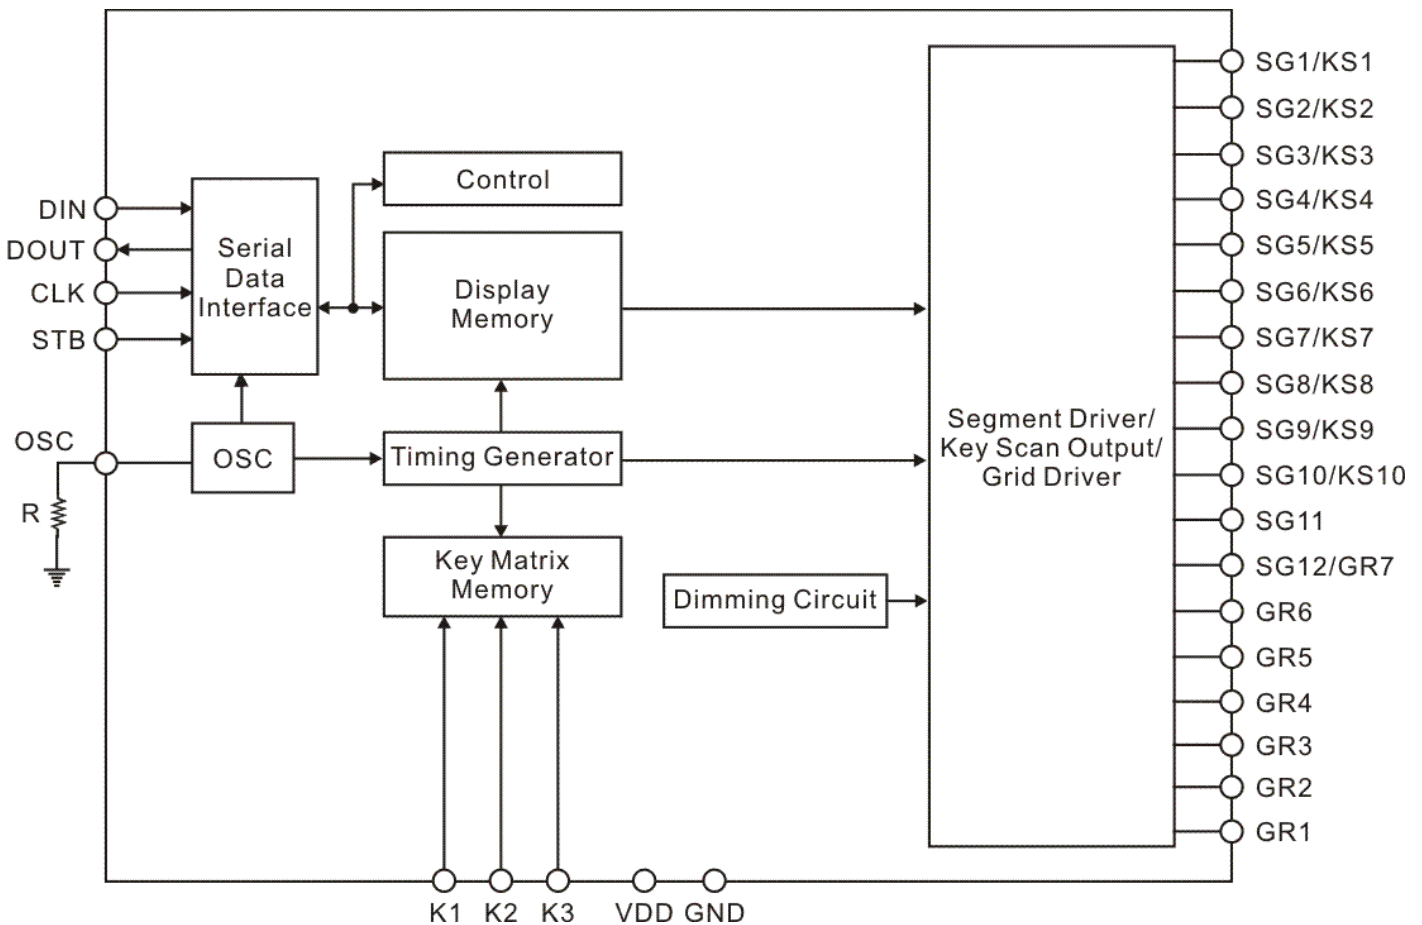 SG1/KS1
SG2/KS2
SG3/KS3
Control
SG4/KS4
DIN
DOUT
Serial
Data
Interface
SG5/KS5
CLK
Display
Memory
SG6/KS6
STB
SG7/KS7
SG8/KS8
Segment Driver/
Key Scan Output/
Grid Driver
SG9/KS9
OSC
OSC
Timing Generator
SG10/KS10
R
SG11
Key Matrix
Memory
SG12/GR7
Dimming Circuit
GR6
GR5
GR4
GR3
GR2
GR1
K1 K2 K3 VDD GND